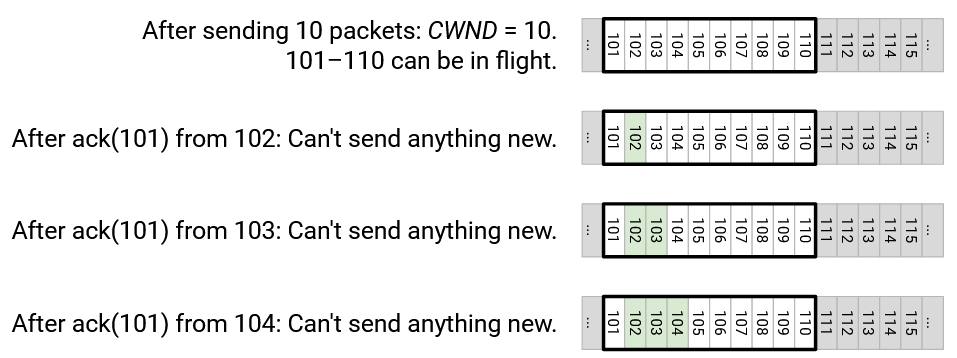 After sending 10 packets: CWND = 10.
101–110 can be in flight.
... 101 102 103 104 105 106 107 108 109 110 111 112 113 114 115 ...
After ack(101) from 102: Can't send anything new.
... 101 102 103 104 105 106 107 108 109 110 111 112 113 114 115 ...
After ack(101) from 103: Can't send anything new.
... 101 102 103 104 105 106 107 108 109 110 111 112 113 114 115 ...
After ack(101) from 104: Can't send anything new.
... 101 102 103 104 105 106 107 108 109 110 111 112 113 114 115 ...